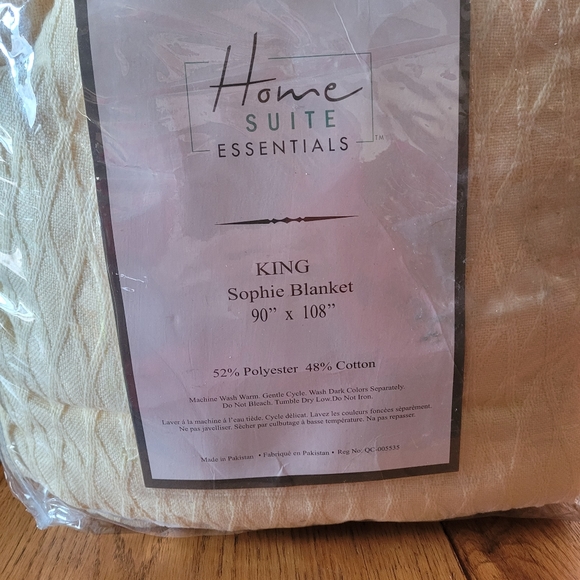 Home
SUITE
ESSENTIALS™
KING
Sophie Blanket
90” x 108”
52% Polyester 48% Cotton
Machine Wash Warm. Gentle Cycle. Wash Dark Colors Separately.
Do Not Bleach. Tumble Dry Low. Do Not Iron.
Laver à la machine à l'eau tiède. Cycle délicat. Lavez les couleurs foncées séparément.
Ne pas javelliser. Sécher par culbutage à basse température. Na pas repasser.
Made in Pakistan • Fabriqué en Pakistan • Reg No: QC-005535